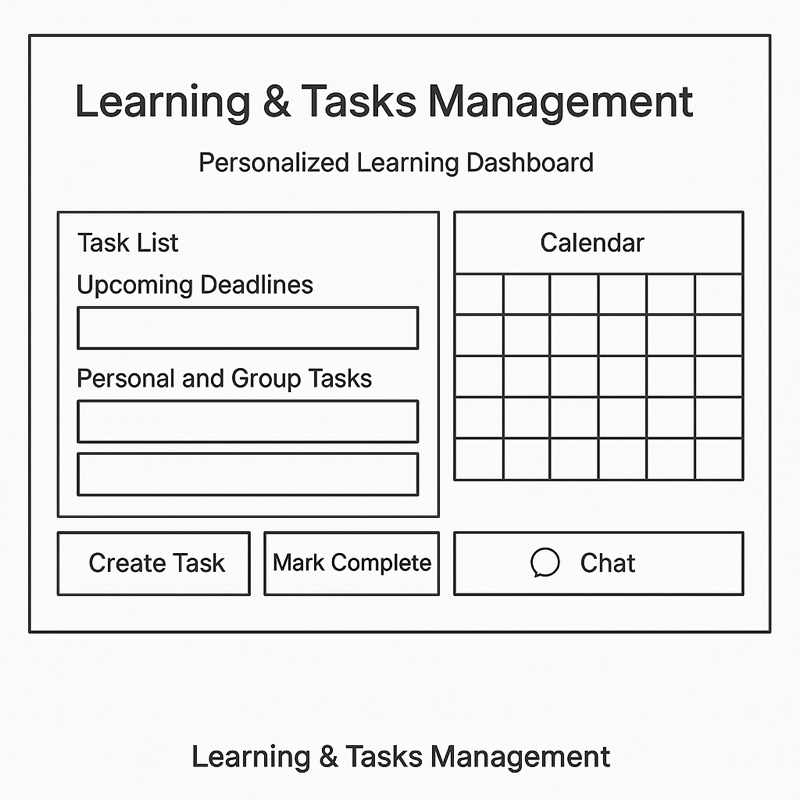 Learning & Tasks Management
Personalized Learning Dashboard
Task List
Upcoming Deadlines
Personal and Group Tasks
Calendar
Create Task
Mark Complete
Chat
Learning & Tasks Management